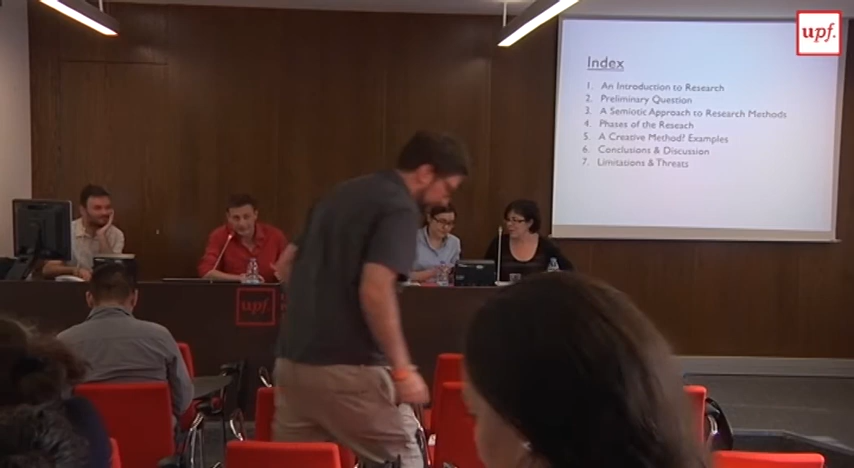 upf.
Index
1. An Introduction to Research
2. Preliminary Question
3. A Semiotic Approach to Research Methods
4. Phases of the Reseach
5. A Creative Method? Examples
6. Conclusions & Discussion
7. Limitations & Threats
upf.